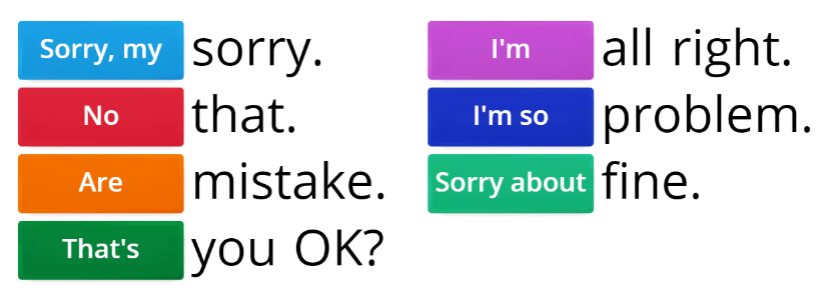 Sorry, my sorry.
No that.
Are mistake.
That's you OK?
I'm all right.
I'm so problem.
Sorry about fine.